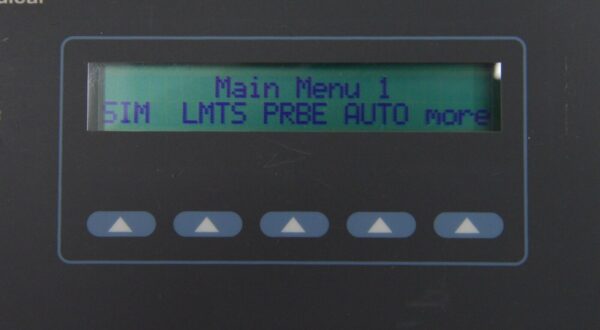 Main Menu 1
SIM LMTS PRBE AUTO more